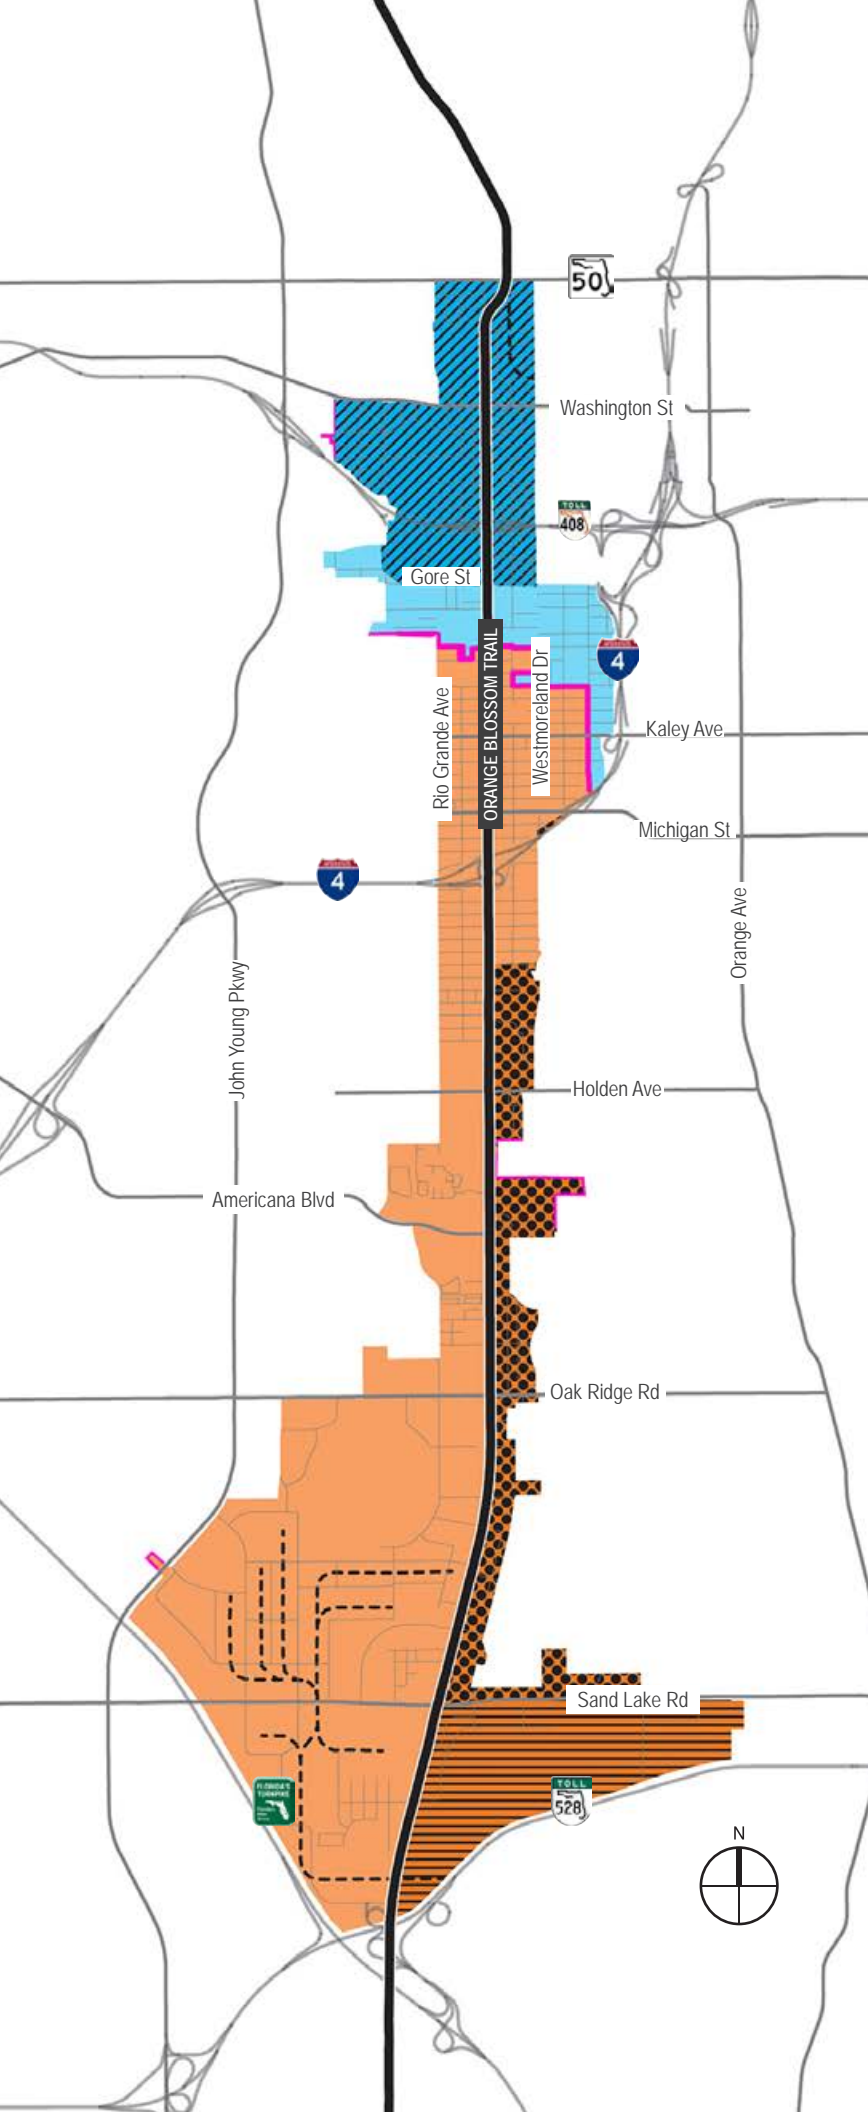 50
Washington St
TOLL
408
Gore St
4
ORANGE BLOSSOM TRAIL
Westmoreland Dr
Rio Grande Ave
Kaley Ave
Michigan St
4
Orange Ave
John Young Pkwy
Holden Ave
Americana Blvd
Oak Ridge Rd
Sand Lake Rd
FLORIDA'S
TURNPIKE
TOLL
528
N